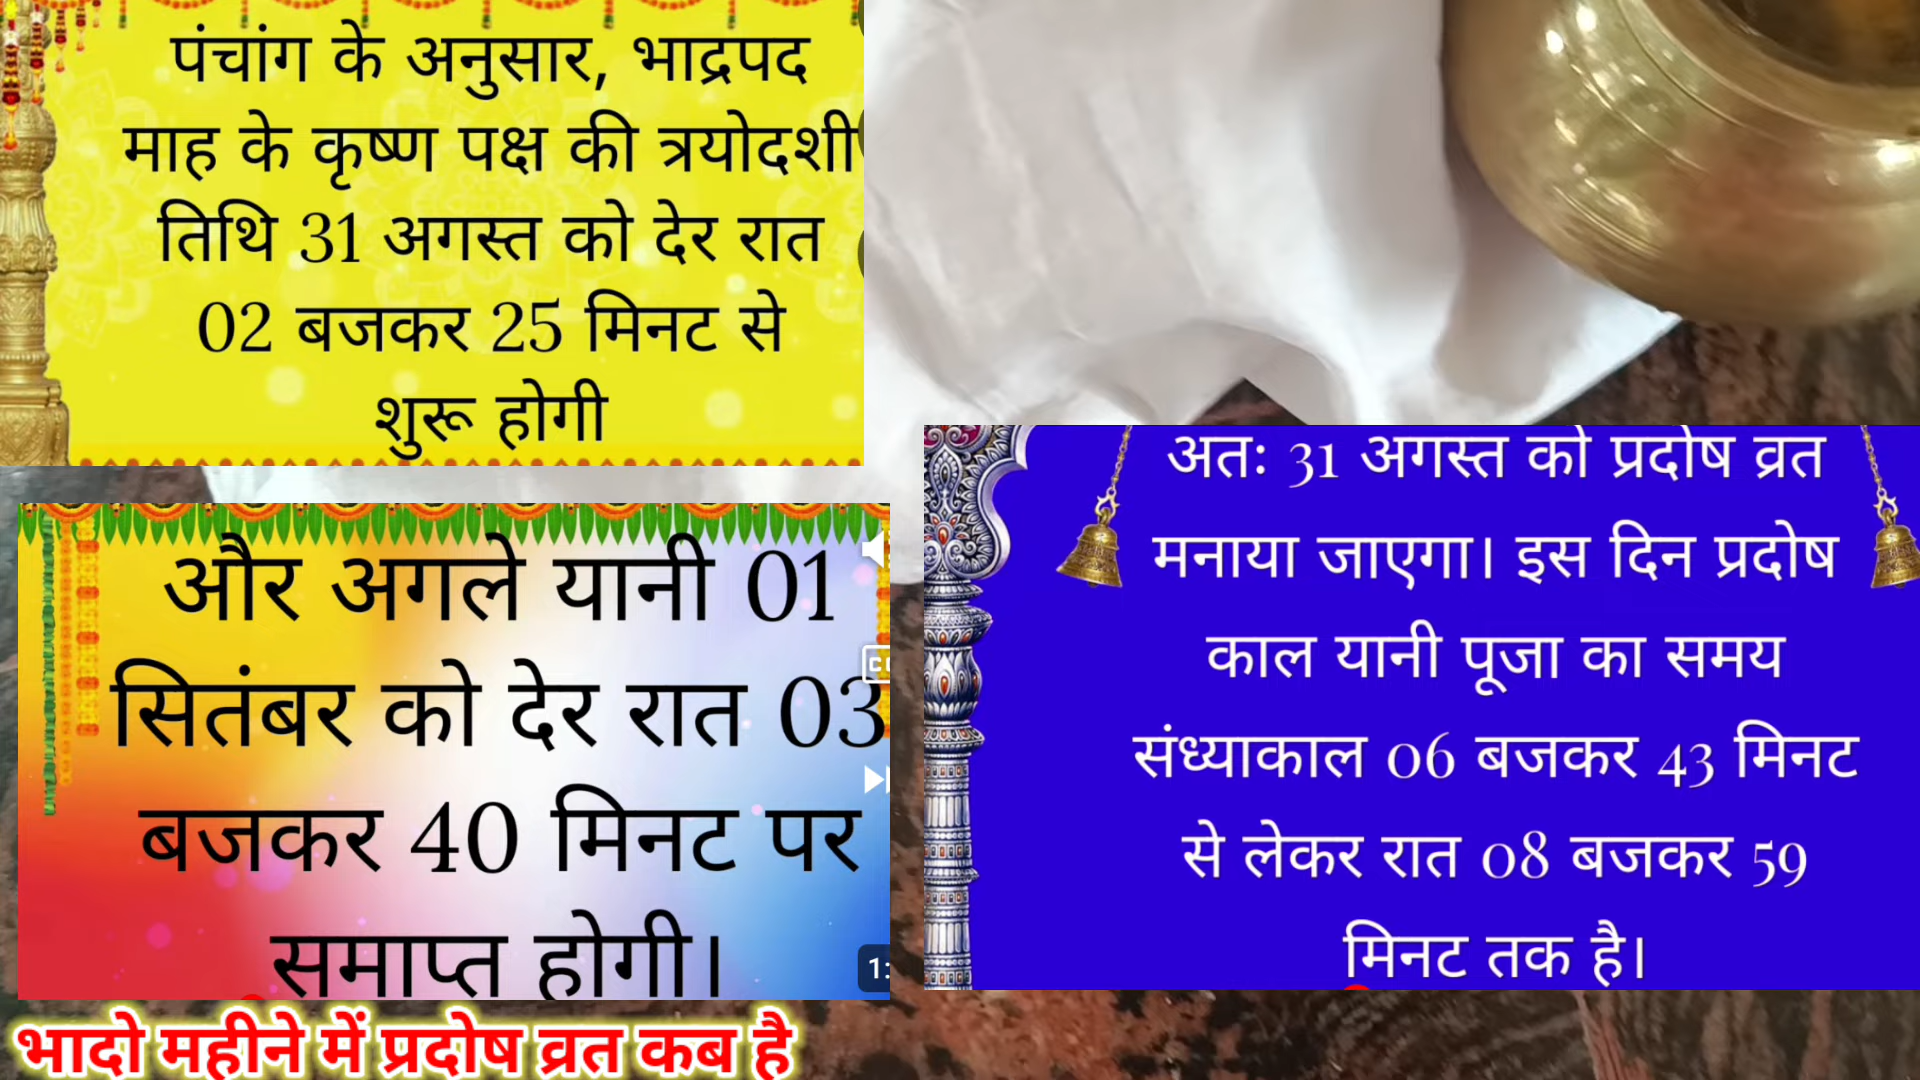 पंचांग के अनुसार, भाद्रपद
माह के कृष्ण पक्ष की त्रयोदशी
तिथि 31 अगस्त को देर रात
02 बजकर 25 मिनट से
शुरू होगी
और अगले यानी 01
सितंबर को देर रात 03
बजकर 40 मिनट पर
समाप्त होगी।
अतः 31 अगस्त को प्रदोष व्रत
मनाया जाएगा। इस दिन प्रदोष
काल यानी पूजा का समय
संध्याकाल 06 बजकर 43 मिनट
से लेकर रात 08 बजकर 59
मिनट तक है।
भादो महीने में प्रदोष व्रत कब है